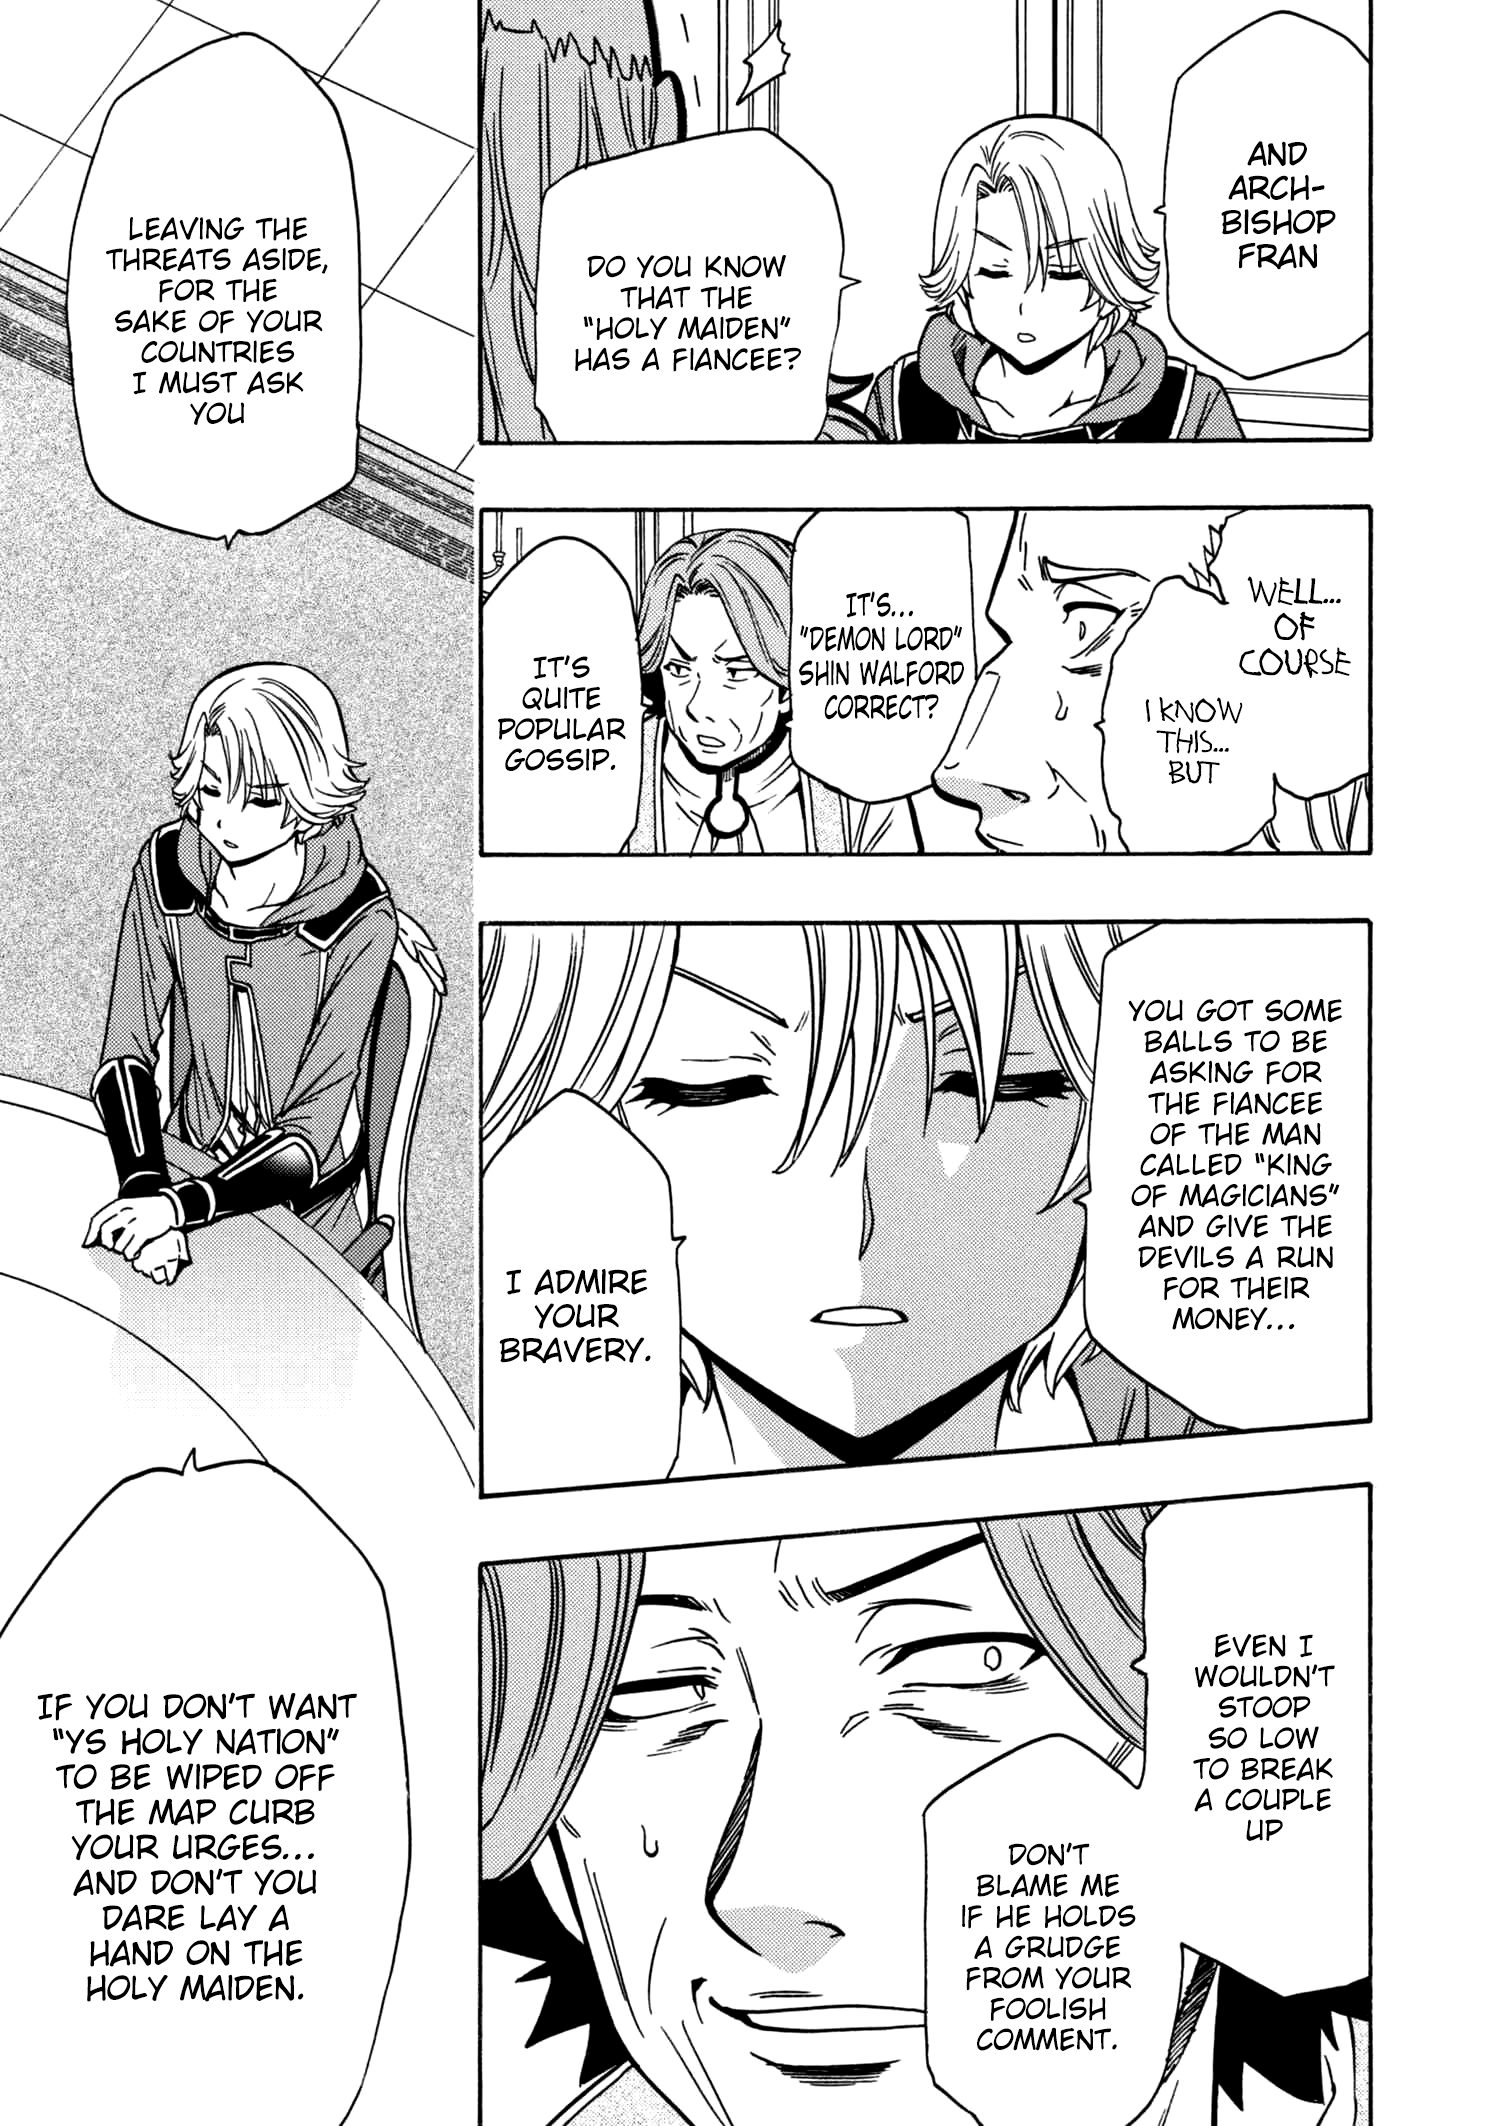 AND
ARCH-
BISHOP
FRAN
DO YOU KNOW
THAT THE
"HOLY MAIDEN"
HAS A FIANCEE?
WELL...
OF
COURSE
I KNOW
THIS...
BUT
IT'S...
"DEMON LORD"
SHIN WALFORD
CORRECT?
IT'S
QUITE
POPULAR
GOSSIP.
YOU GOT SOME
BALLS TO BE
ASKING FOR
THE FIANCEE
OF THE MAN
CALLED "KING
OF MAGICIANS"
AND GIVE THE
DEVILS A RUN
FOR THEIR
MONEY...
I ADMIRE
YOUR
BRAVERY.
EVEN I
WOULDN'T
STOOP
SO LOW
TO BREAK
A COUPLE
UP
DON'T
BLAME ME
IF HE HOLDS
A GRUDGE
FROM YOUR
FOOLISH
COMMENT.
LEAVING THE
THREATS ASIDE,
FOR THE
SAKE OF YOUR
COUNTRIES
I MUST ASK
YOU
IF YOU DON'T WANT
"YS HOLY NATION"
TO BE WIPED OFF
THE MAP CURB
YOUR URGES...
AND DON'T YOU
DARE LAY A
HAND ON THE
HOLY MAIDEN.